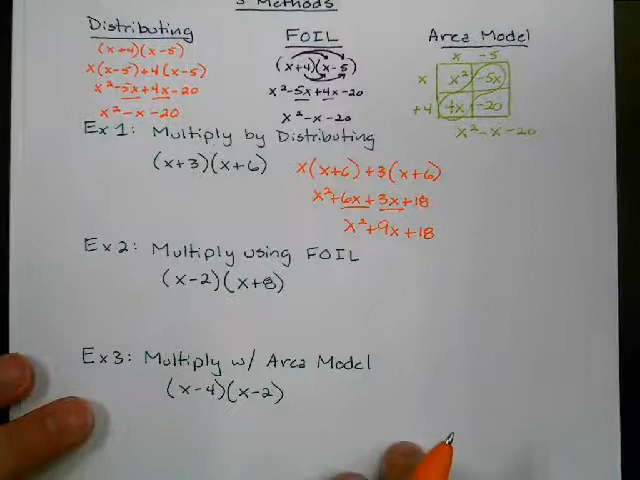 3 Methods
Distributing
(x+4)(x-5)
x(x-5)+4(x-5)
x²-5x+4x-20
x²-x-20
FOIL
(x+4)(x-5)
x²-5x+4x-20
x²-x-20
Area Model
x -5
x x² -5x
+4 4x -20
x²-x-20
Ex 1: Multiply by Distributing
(x+3)(x+6) x(x+6)+3(x+6)
x²+6x+3x+18
x²+9x+18
Ex 2: Multiply using FOIL
(x-2)(x+8)
Ex 3: Multiply w/ Area Model
(x-4)(x-2)